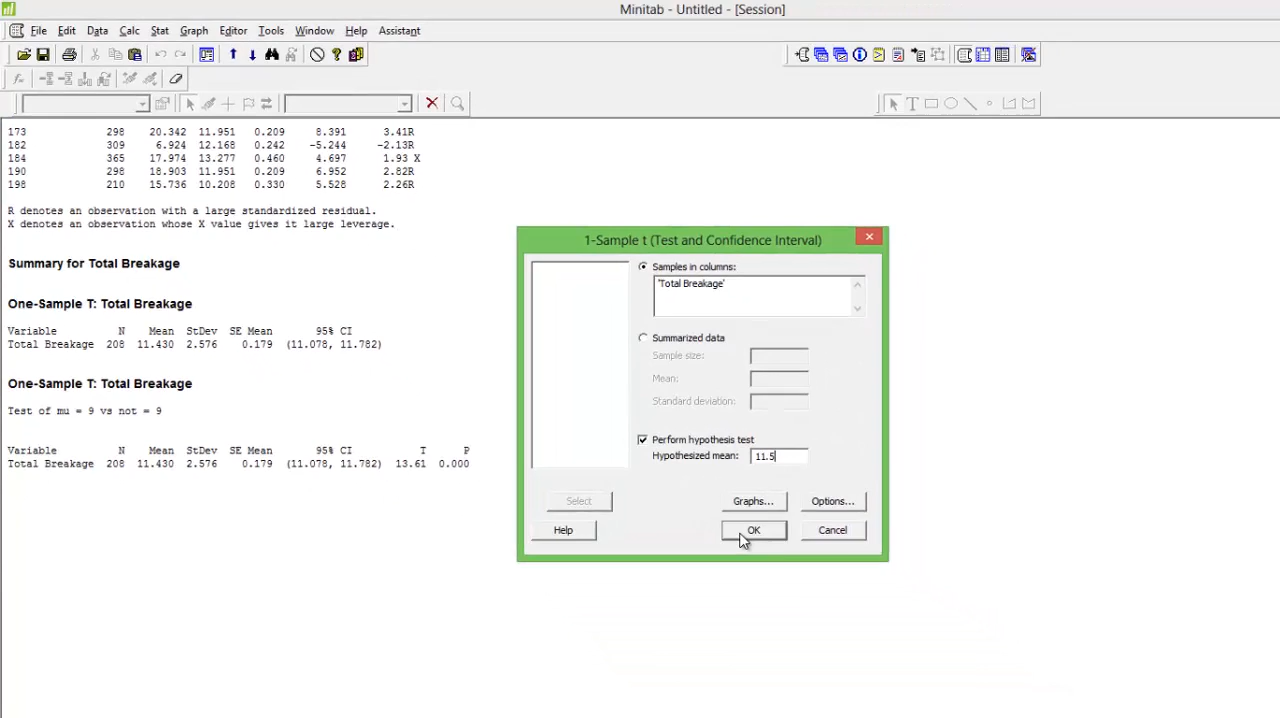 Minitab - Untitled - [Session]
File Edit Data Calc Stat Graph Editor Tools Window Help Assistant
173 298 20.342 11.951 0.209 8.391 3.41R
182 309 6.924 12.168 0.242 -5.244 -2.13R
184 365 17.974 13.277 0.460 4.697 1.93 X
190 298 18.903 11.951 0.209 6.952 2.82R
198 210 15.736 10.208 0.330 5.528 2.26R
R denotes an observation with a large standardized residual.
X denotes an observation whose X value gives it large leverage.
Summary for Total Breakage
One-Sample T: Total Breakage
Variable N Mean StDev SE Mean 95% CI
Total Breakage 208 11.430 2.576 0.179 (11.078, 11.782)
One-Sample T: Total Breakage
Test of mu = 9 vs not = 9
Variable N Mean StDev SE Mean 95% CI T P
Total Breakage 208 11.430 2.576 0.179 (11.078, 11.782) 13.61 0.000
1-Sample t (Test and Confidence Interval)
Samples in columns:
'Total Breakage'
Summarized data
Sample size:
Mean:
Standard deviation:
Perform hypothesis test
Hypothesized mean: 11.5
Select Graphs... Options...
Help OK Cancel